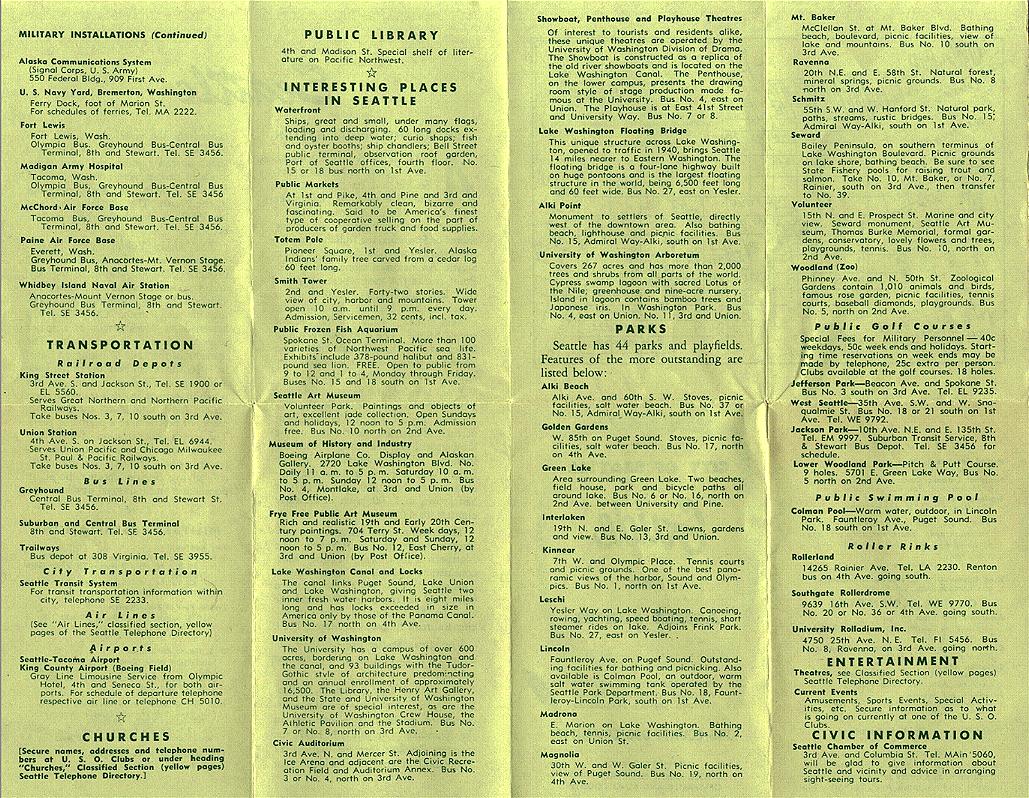 MILITARY INSTALLATIONS (Continued)
Alaska Communications System
(Signal Corps, U. S. Army)
550 Federal Bldg., 909 First Ave.
U. S. Navy Yard, Bremerton, Washington
Ferry Dock, foot of Marion St.
For schedules of ferries, Tel. MA 2222.
Fort Lewis
Fort Lewis, Wash.
Olympia Bus. Greyhound Bus-Central Bus
Terminal, 8th and Stewart. Tel. SE 3456.
Madigan Army Hospital
Tacoma, Wash.
Olympia Bus, Greyhound Bus-Central Bus
Terminal, 8th and Stewart. Tel. SE 3456
McChord Air Force Base
Tacoma Bus, Greyhound Bus-Central Bus
Terminal, 8th and Stewart. Tel. SE 3456.
Paine Air Force Base
Everett, Wash.
Greyhound Bus, Anacortes-Mt. Vernon Stage.
Bus Terminal, 8th and Stewart. Tel. SE 3456.
Whidbey Island Naval Air Station
Anacortes-Mount Vernon Stage or bus.
Greyhound Bus Terminal, 8th and Stewart.
Tel. SE 3456.
☆
TRANSPORTATION
Railroad Depots
King Street Station
3rd Ave. S. and Jackson St., Tel. SE 1900 or
EL 5560.
Serves Great Northern and Northern Pacific
Railways.
Take buses Nos. 3, 7, 10 south on 3rd Ave.
Union Station
4th Ave. S. on Jackson St., Tel. EL 6944.
Serves Union Pacific and Chicago Milwaukee
St. Paul & Pacific Railways.
Take buses Nos. 3, 7, 10 south on 3rd Ave.
Bus Lines
Greyhound
Central Bus Terminal, 8th and Stewart St.
Tel. SE 3456.
Suburban and Central Bus Terminal
8th and Stewart. Tel. SE 3456.
Trailways
Bus depot at 308 Virginia. Tel. SE 3955.
City Transportation
Seattle Transit System
For transit transportation information within
city, telephone SE 2233.
Air Lines
(See "Air Lines," classified section, yellow
pages of the Seattle Telephone Directory)
Airports
Seattle-Tacoma Airport
King County Airport (Boeing Field)
Gray Line Limousine Service from Olympic
Hotel, 4th and Seneca St., for both air-
ports. For schedule of departure telephone
respective air line or telephone CH 5010.
☆
CHURCHES
[Secure names, addresses and telephone num-
bers at U. S. O. Clubs or under heading
"Churches," Classified Section (yellow pages)
Seattle Telephone Directory.]
PUBLIC LIBRARY
4th and Madison St. Special shelf of liter-
ature on Pacific Northwest.
☆
INTERESTING PLACES
IN SEATTLE
Waterfront
Ships, great and small, under many flags,
loading and discharging. 60 long docks ex-
tending into deep water; curio shops; fish
and oyster booths; ship chandlers; Bell Street
public terminal, observation roof garden,
Port of Seattle offices, fourth floor. No.
15 or 18 bus north on 1st Ave.
Public Markets
At 1st and Pike, 4th and Pine and 3rd and
Virginia. Remarkably clean, bizarre and
fascinating. Said to be America's finest
type of cooperative selling on the part of
producers of garden truck and food supplies.
Totem Pole
Pioneer Square, 1st and Yesler. Alaska
Indians' family tree carved from a cedar log
60 feet long.
Smith Tower
2nd and Yesler. Forty-two stories. Wide
view of city, harbor and mountains. Tower
open 10 a.m. until 9 p.m. every day.
Admission, Servicemen, 32 cents, incl. tax.
Public Frozen Fish Aquarium
Spokane St. Ocean Terminal. More than 100
varieties of Northwest Pacific sea life.
Exhibits include 378-pound halibut and 831-
pound sea lion. FREE. Open to public from
9 to 12 and 1 to 4, Monday through Friday.
Buses No. 15 and 18 south on 1st Ave.
Seattle Art Museum
Volunteer Park. Paintings and objects of
art, excellent jade collection. Open Sundays
and holidays, 12 noon to 5 p.m. Admission
free. Bus No. 10 north on 2nd Ave.
Museum of History and Industry
Boeing Airplane Co. Display and Alaskan
Gallery. 2720 Lake Washington Blvd. No.
Daily 11 a. m. to 5 p. m. Saturday 10 a. m.
to 5 p. m. Sunday 12 noon to 5 p. m. Bus
No. 4, Montlake, at 3rd and Union (by
Post Office).
Frye Free Public Art Museum
Rich and realistic 19th and Early 20th Cen-
tury paintings. 704 Terry St. Week days, 12
noon to 7 p. m. Saturday and Sunday, 12
noon to 5 p. m. Bus No. 12, East Cherry, at
3rd and Union (by Post Office).
Lake Washington Canal and Locks
The canal links Puget Sound, Lake Union
and Lake Washington, giving Seattle two
inner fresh water harbors. It is eight miles
long and has locks exceeded in size in
America only by those of the Panama Canal.
Bus No. 17 north on 4th Ave.
University of Washington
The University has a campus of over 600
acres, bordering on Lake Washington and
the canal, and 93 buildings with the Tudor-
Gothic style of architecture predominating
and an annual enrollment of approximately
16,500. The Library, the Henry Art Gallery,
and the State and University of Washington
Museum are of special interest, as are the
University of Washington Crew House, the
Athletic Pavilion and the Stadium. Bus No.
7 or No. 8, north on 3rd Ave.
Civic Auditorium
3rd Ave. N. and Mercer St. Adjoining is the
Ice Arena and adjacent are the Civic Recre-
ation Field and Auditorium Annex. Bus No.
3 or No. 4, north on 3rd Ave.
Showboat, Penthouse and Playhouse Theatres
Of interest to tourists and residents alike,
these unique theatres are operated by the
University of Washington Division of Drama.
The Showboat is constructed as a replica of
the old river showboats and is located on the
Lake Washington Canal. The Penthouse,
on the lower campus, presents the drawing
room style of stage production made fa-
mous at the University. Bus No. 4, east on
Union. The Playhouse is at East 41st Street
and University Way. Bus No. 7 or 8.
Lake Washington Floating Bridge
This unique structure across Lake Washing-
ton, opened to traffic in 1940, brings Seattle
14 miles nearer to Eastern Washington. The
floating bridge is a four-lane highway built
on huge pontoons and is the largest floating
structure in the world, being 6,500 feet long
and 60 feet wide. Bus No. 27, east on Yesler.
Alki Point
Monument to settlers of Seattle, directly
west of the downtown area. Also bathing
beach, lighthouse and picnic facilities. Bus
No. 15, Admiral Way-Alki, south on 1st Ave.
University of Washington Arboretum
Covers 267 acres and has more than 2,000
trees and shrubs from all parts of the world.
Cypress swamp lagoon with sacred Lotus of
the Nile; greenhouse and nine-acre nursery.
Island in lagoon contains bamboo trees and
Japanese iris. In Washington Park. Bus
No. 4, east on Union. No. 11, 3rd and Union.
PARKS
Seattle has 44 parks and playfields.
Features of the more outstanding are
listed below:
Alki Beach
Alki Ave. and 60th S. W. Stoves, picnic
facilities, salt water beach. Bus No. 37 or
No. 15, Admiral Way-Alki, south on 1st Ave.
Golden Gardens
W. 85th on Puget Sound. Stoves, picnic fa-
cilities, salt water beach. Bus No. 17, north
on 4th Ave.
Green Lake
Area surrounding Green Lake. Two beaches,
field house, park and bicycle paths all
around lake. Bus No. 6 or No. 16, north on
2nd Ave. between University and Pine.
Interlaken
19th N. and E. Galer St. Lawns, gardens
and view. Bus No. 13, 3rd and Union.
Kinnear
7th W. and Olympic Place. Tennis courts
and picnic grounds. One of the best pano-
ramic views of the harbor, Sound and Olym-
pics. Bus No. 1, north on 1st Ave.
Leschi
Yesler Way on Lake Washington. Canoeing,
rowing, yachting, speed boating, tennis, short
steamer rides on lake. Adjoins Frink Park.
Bus No. 27, east on Yesler.
Lincoln
Fauntleroy Ave. on Puget Sound. Outstand-
ing facilities for bathing and picnicking. Also
available is Colman Pool, an outdoor, warm
salt water swimming tank operated by the
Seattle Park Department. Bus No. 18, Faunt-
leroy-Lincoln Park, south on 1st Ave.
Madrona
E. Marion on Lake Washington. Bathing
beach, tennis, picnic facilities. Bus No. 2,
east on Union St.
Magnolia
30th W. and W. Galer St. Picnic facilities,
view of Puget Sound. Bus No. 19, north on
4th Ave.
Mt. Baker
McClellan St. at Mt. Baker Blvd. Bathing
beach, boulevard, picnic facilities, view of
lake and mountains. Bus No. 10 south on
3rd Ave.
Ravenna
20th N.E. and E. 58th St. Natural forest,
mineral springs, picnic grounds. Bus No. 8
north on 3rd Ave.
Schmitz
55th S.W. and W. Hanford St. Natural park,
paths, streams, rustic bridges. Bus No. 15,
Admiral Way-Alki, south on 1st Ave.
Seward
Bailey Peninsula, on southern terminus of
Lake Washington Boulevard. Picnic grounds
on lake shore, bathing beach. Be sure to see
State Fishery pools for raising trout and
salmon. Take No. 10, Mt. Baker, or No. 7,
Rainier, south on 3rd Ave., then transfer
to No. 39.
Volunteer
15th N. and E. Prospect St. Marine and city
view. Seward monument, Seattle Art Mu-
seum, Thomas Burke Memorial, formal gar-
dens, conservatory, lovely flowers and trees,
playgrounds, tennis. Bus No. 10, north on
2nd Ave.
Woodland (Zoo)
Phinney Ave. and N. 50th St. Zoological
Gardens contain 1,010 animals and birds,
famous rose garden, picnic facilities, tennis
courts, baseball diamonds, playgrounds. Bus
No. 5, north on 2nd Ave.
Public Golf Courses
Special Fees for Military Personnel—40c
weekdays, 50c week ends and holidays. Start-
ing time reservations on week ends may be
made by telephone, 25c extra per person.
Clubs available at the golf courses. 18 holes.
Jefferson Park—Beacon Ave. and Spokane St.
Bus No. 3 south on 3rd Ave. Tel. EL 9235.
West Seattle—35th Ave. S.W. and W. Sno-
qualmie St. Bus No. 18 or 21 south on 1st
Ave. Tel. WE 9792.
Jackson Park—10th Ave. N.E. and E. 135th St.
Tel. EM 9997. Suburban Transit Service, 8th
& Stewart Bus Depot. Tel. SE 3456 for
schedule.
Lower Woodland Park—Pitch & Putt Course.
9 holes. 5701 E. Green Lake Way, Bus No.
5 north on 2nd Ave.
Public Swimming Pool
Colman Pool—Warm water, outdoor, in Lincoln
Park. Fauntleroy Ave., Puget Sound. Bus
No. 18 south on 1st Ave.
Roller Rinks
Rollerland
14265 Rainier Ave. Tel. LA 2230. Renton
bus on 4th Ave. going south.
Southgate Rollerdrome
9639 16th Ave. S.W. Tel. WE 9770. Bus
No. 20 or No. 36 or 4th Ave. going south.
University Rolladium, Inc.
4750 25th Ave. N. E. Tel. FI 5456. Bus
No. 8, Ravenna, on 3rd Ave. going north.
ENTERTAINMENT
Theatres, see Classified Section (yellow pages)
Seattle Telephone Directory.
Current Events
Amusements, Sports Events, Special Activ-
ities, etc. Secure information as to what
is going on currently at one of the U. S. O.
Clubs.
CIVIC INFORMATION
Seattle Chamber of Commerce
3rd Ave. and Columbia St. Tel. MAin 5060,
will be glad to give information about
Seattle and vicinity and advice in arranging
sight-seeing tours.